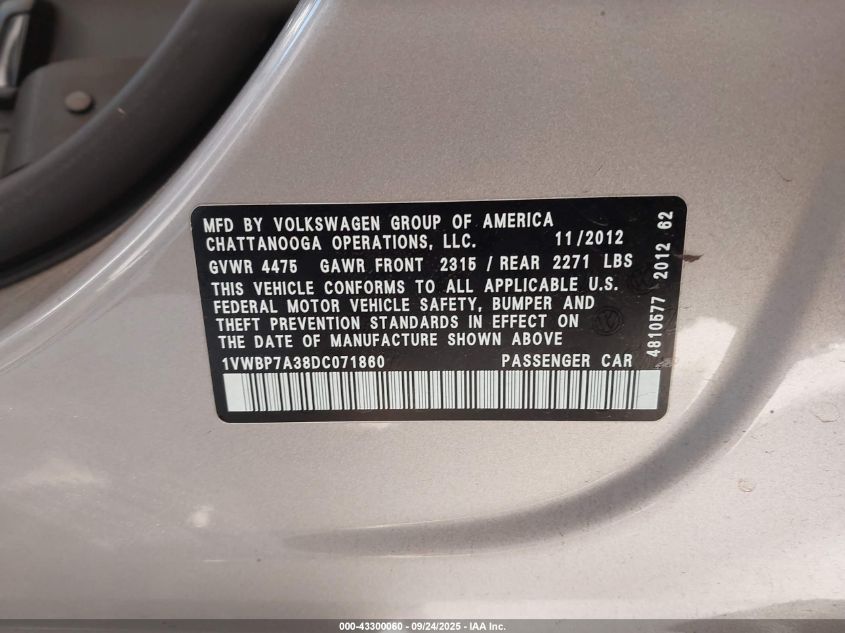 MFD BY VOLKSWAGEN GROUP OF AMERICA
CHATTANOOGA OPERATIONS, LLC. 11/2012
GVWR 4475 GAWR FRONT 2315 / REAR 2271 LBS
THIS VEHICLE CONFORMS TO ALL APPLICABLE U.S.
FEDERAL MOTOR VEHICLE SAFETY, BUMPER AND
THEFT PREVENTION STANDARDS IN EFFECT ON
THE DATE OF MANUFACTURE SHOWN ABOVE
1VWBP7A38DC071860 PASSENGER CAR
4810577 2012 62
000-43300060 - 09/24/2025 - IAA Inc.